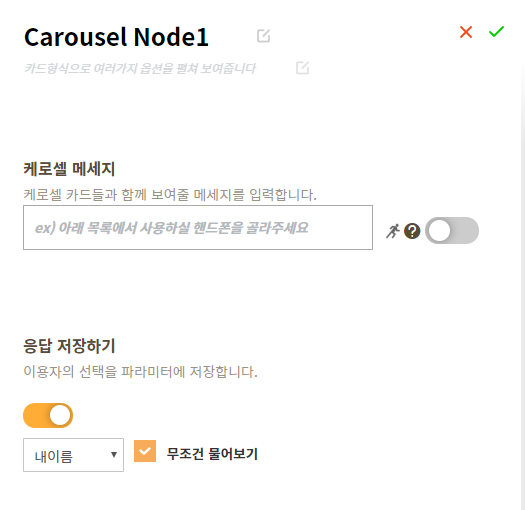 Carousel Node1
카드형식으로 여러가지 옵션을 펼쳐 보여줍니다
케로셀 메세지
케로셀 카드들과 함께 보여줄 메세지를 입력합니다.
ex) 아래 목록에서 사용하실 핸드폰을 골라주세요
응답 저장하기
이용자의 선택을 파라미터에 저장합니다.
내이름
무조건 물어보기